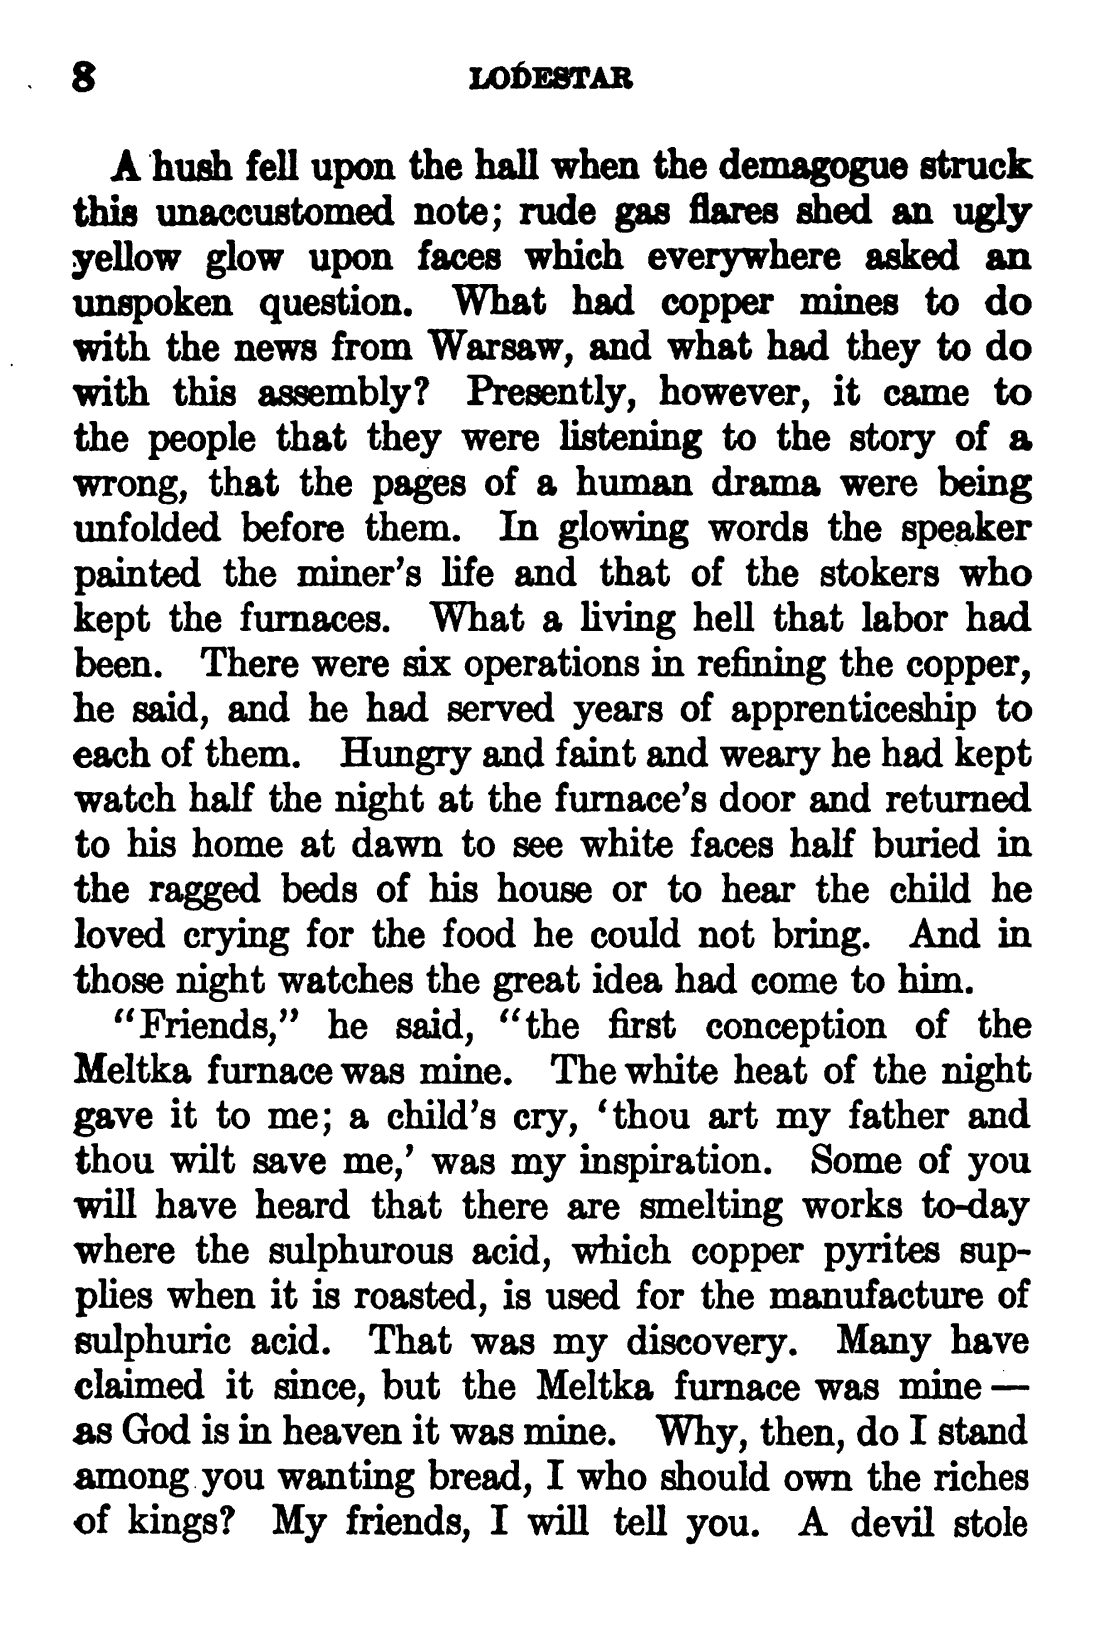 8 LODESTAR
A hush fell upon the hall when the demagogue struck
this unaccustomed note; rude gas flares shed an ugly
yellow glow upon faces which everywhere asked an
unspoken question. What had copper mines to do
with the news from Warsaw, and what had they to do
with this assembly? Presently, however, it came to
the people that they were listening to the story of a
wrong, that the pages of a human drama were being
unfolded before them. In glowing words the speaker
painted the miner's life and that of the stokers who
kept the furnaces. What a living hell that labor had
been. There were six operations in refining the copper,
he said, and he had served years of apprenticeship to
each of them. Hungry and faint and weary he had kept
watch half the night at the furnace's door and returned
to his home at dawn to see white faces half buried in
the ragged beds of his house or to hear the child he
loved crying for the food he could not bring. And in
those night watches the great idea had come to him.
"Friends," he said, "the first conception of the
Meltka furnace was mine. The white heat of the night
gave it to me; a child's cry, 'thou art my father and
thou wilt save me,' was my inspiration. Some of you
will have heard that there are smelting works to-day
where the sulphurous acid, which copper pyrites sup-
plies when it is roasted, is used for the manufacture of
sulphuric acid. That was my discovery. Many have
claimed it since, but the Meltka furnace was mine —
as God is in heaven it was mine. Why, then, do I stand
among you wanting bread, I who should own the riches
of kings? My friends, I will tell you. A devil stole